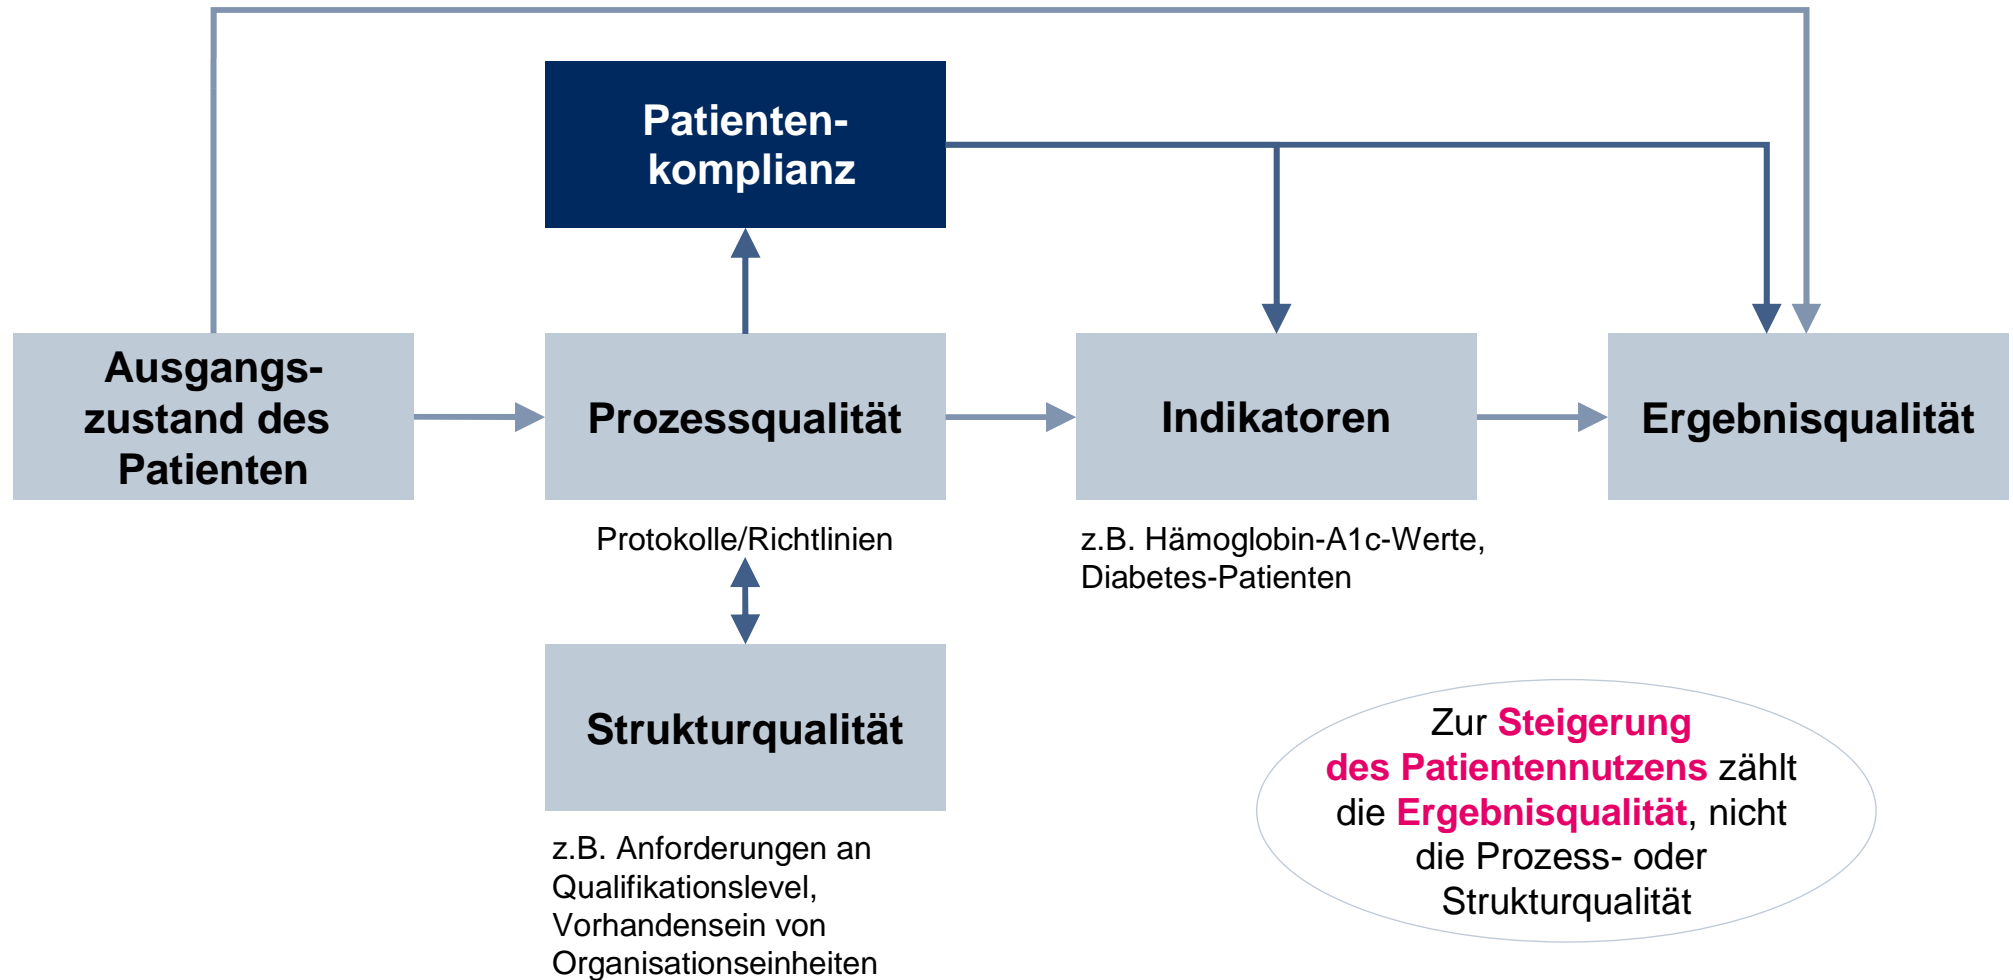 Patienten-
komplianz
Ausgangs-
zustand des
Patienten
Prozessqualität
Indikatoren
Ergebnisqualität
Protokolle/Richtlinien
z.B. Hämoglobin-A1c-Werte,
Diabetes-Patienten
Strukturqualität
z.B. Anforderungen an
Qualifikationslevel,
Vorhandensein von
Organisationseinheiten
Zur Steigerung
des Patientennutzens zählt
die Ergebnisqualität, nicht
die Prozess- oder
Strukturqualität